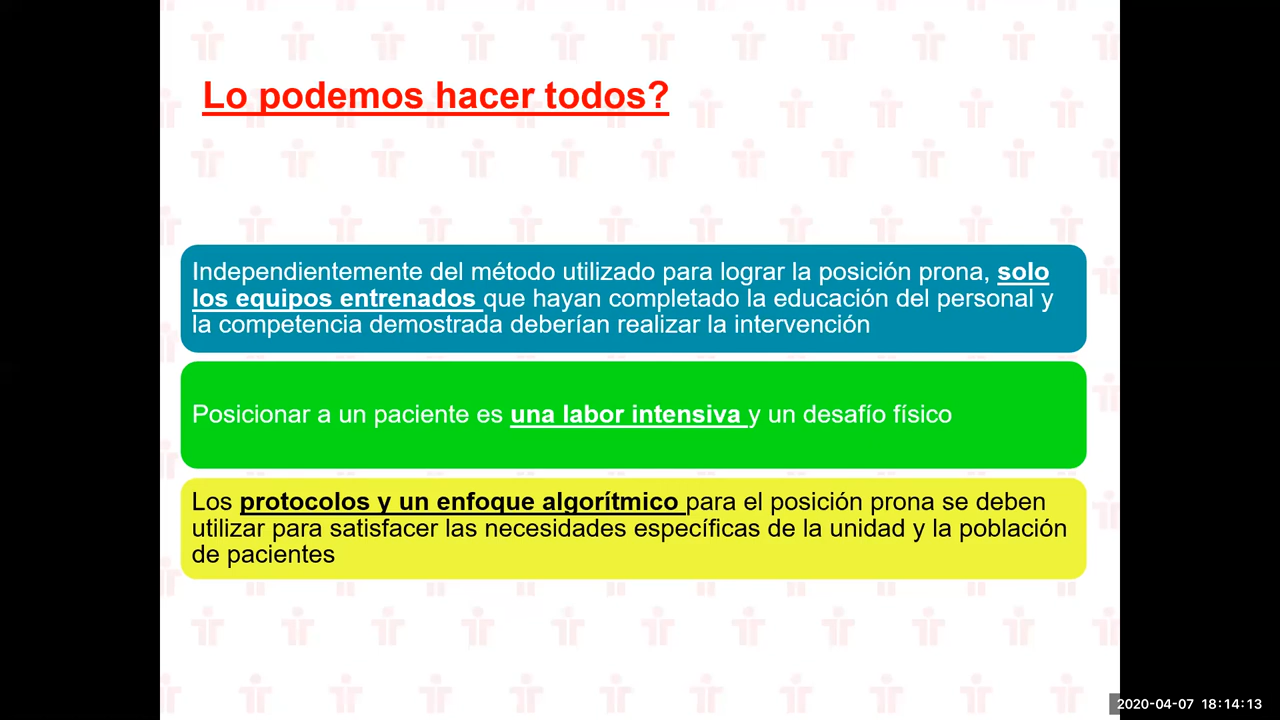 Lo podemos hacer todos?
Independientemente del método utilizado para lograr la posición prona, solo
los equipos entrenados que hayan completado la educación del personal y
la competencia demostrada deberían realizar la intervención
Posicionar a un paciente es una labor intensiva y un desafío físico
Los protocolos y un enfoque algorítmico para el posición prona se deben
utilizar para satisfacer las necesidades específicas de la unidad y la población
de pacientes
2020-04-07 18:14:13